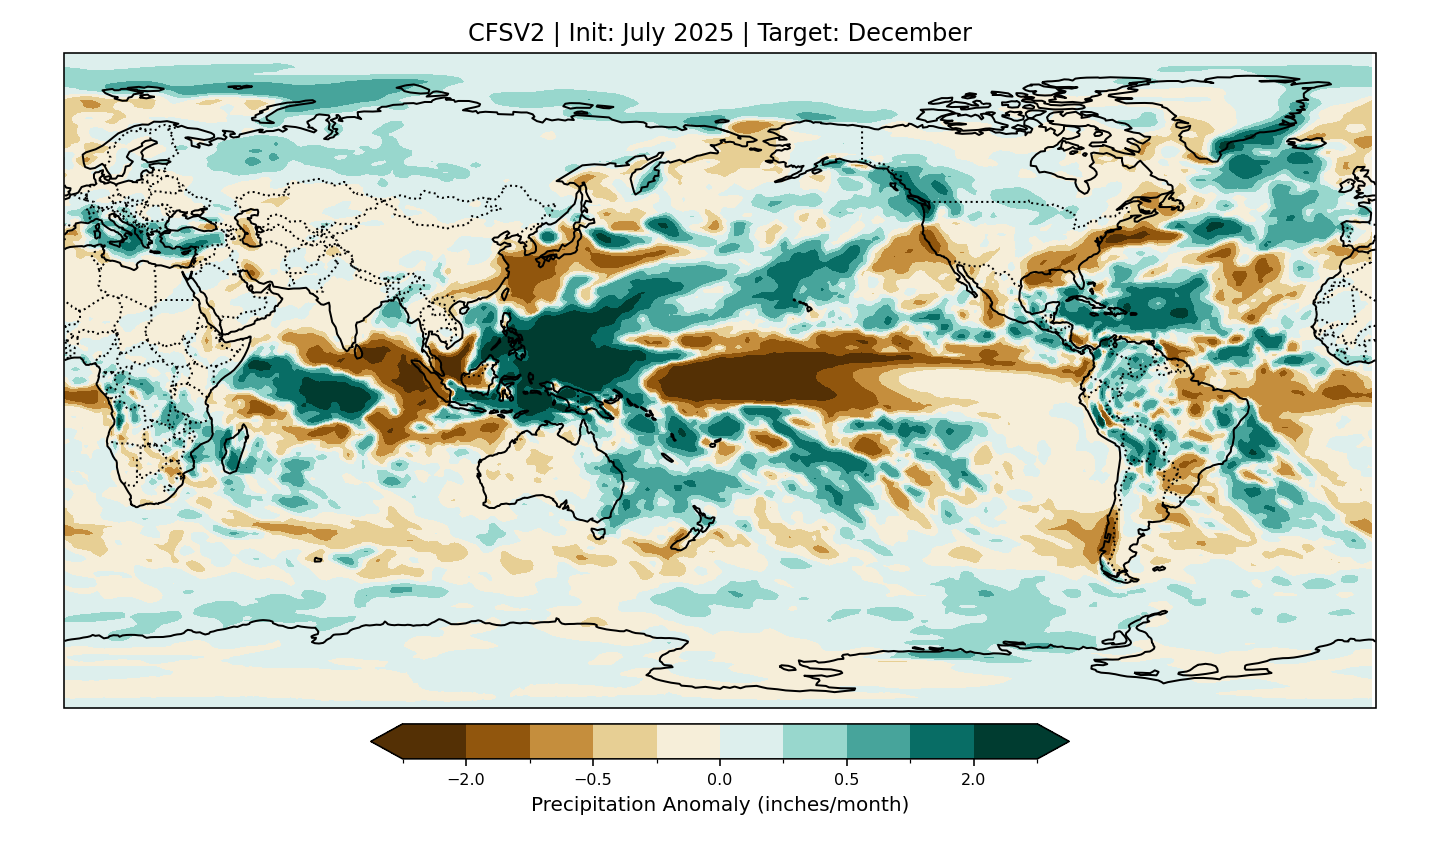 CFSV2 | Init: July 2025 | Target: December
−2.0 −0.5 0.0 0.5 2.0
Precipitation Anomaly (inches/month)